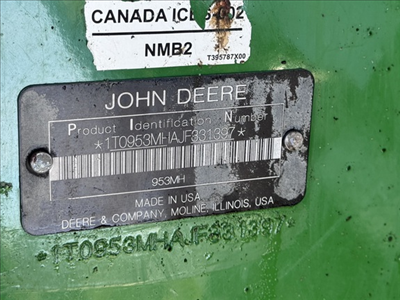 CANADA ICES-002
NMB2
T395787X00
JOHN DEERE
Product Identification Number
*1T0953MHAJF331397*
953MH
MADE IN USA
DEERE & COMPANY, MOLINE, ILLINOIS, USA
*1T0953MHAJF331397*